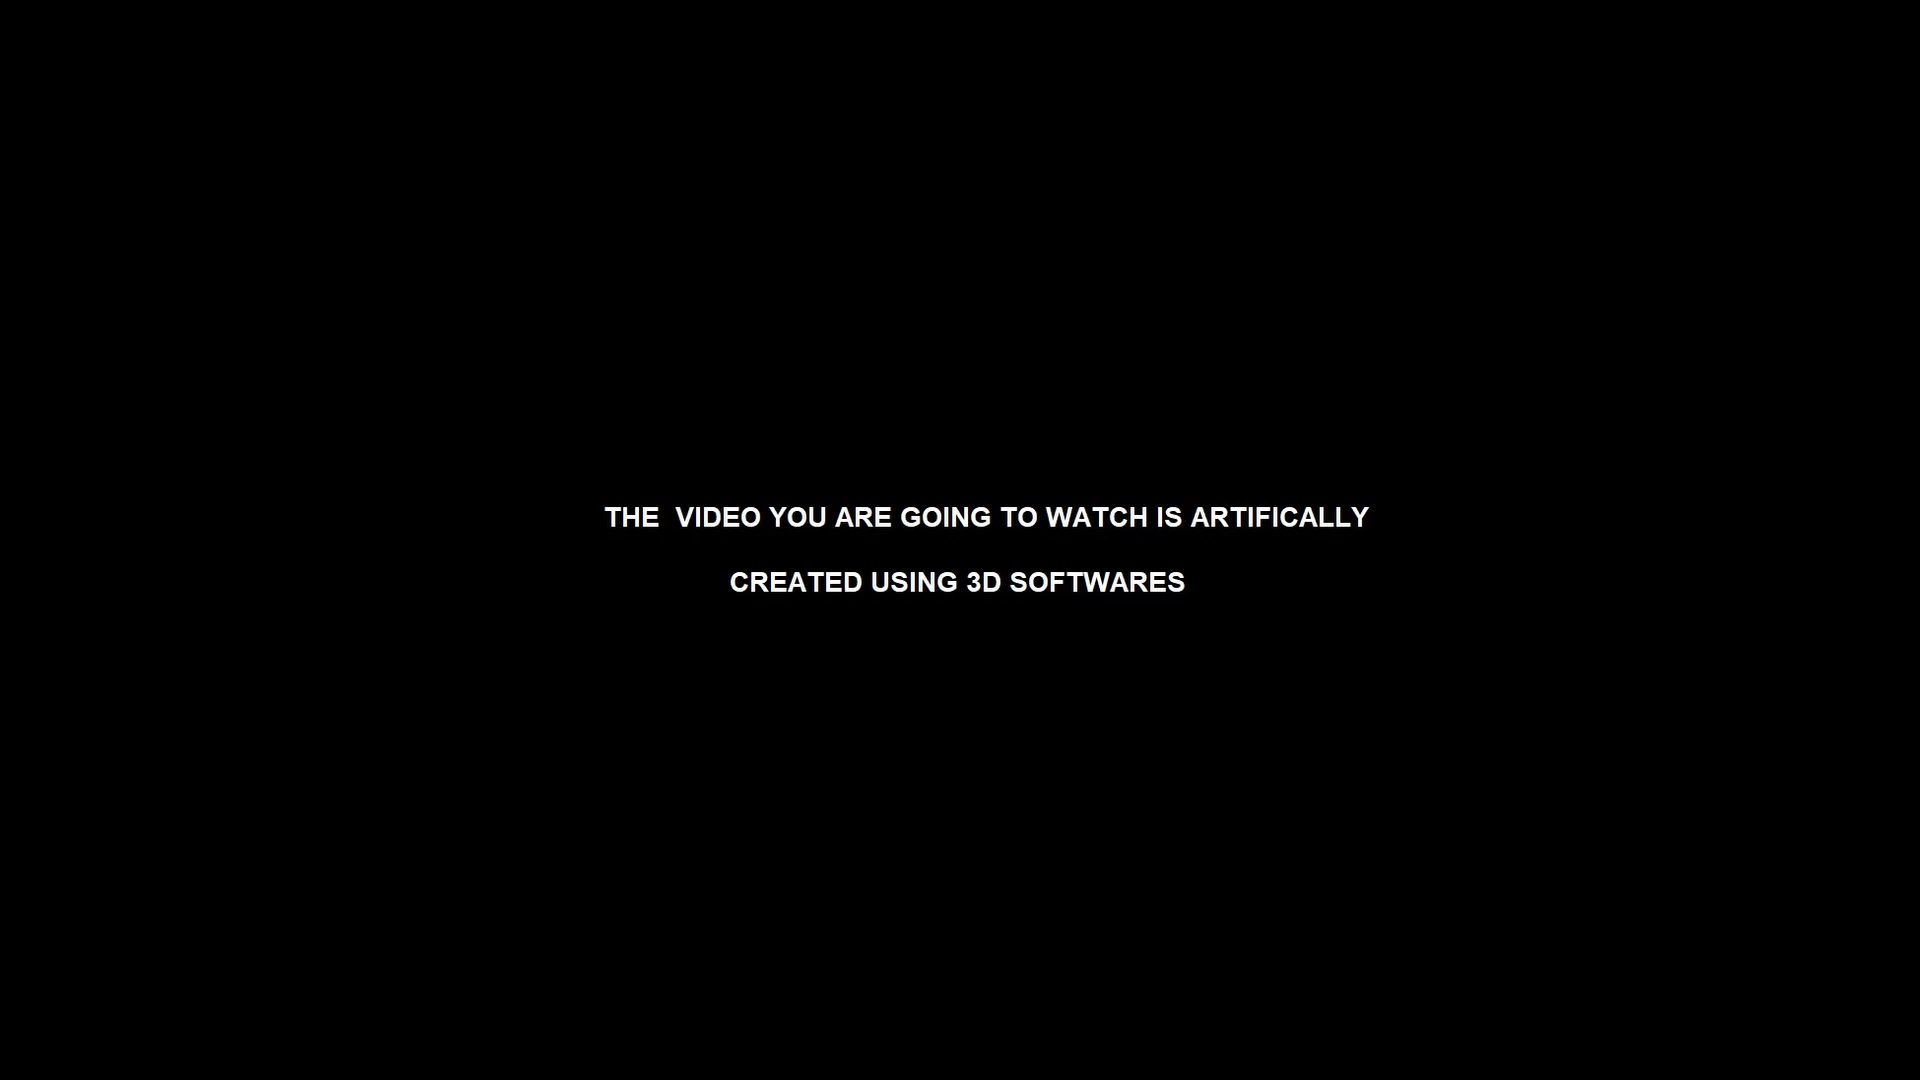 THE  VIDEO YOU ARE GOING TO WATCH IS ARTIFICALLY
CREATED USING 3D SOFTWARES